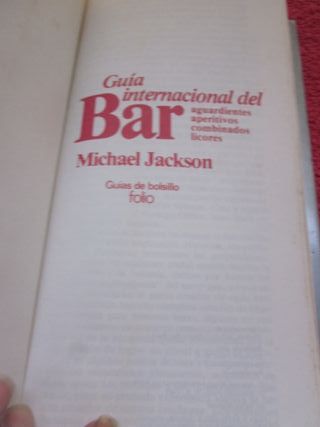 Guía
internacional del
Bar
aguardientes
aperitivos
combinados
licores
Michael Jackson
Guías de bolsillo
folio